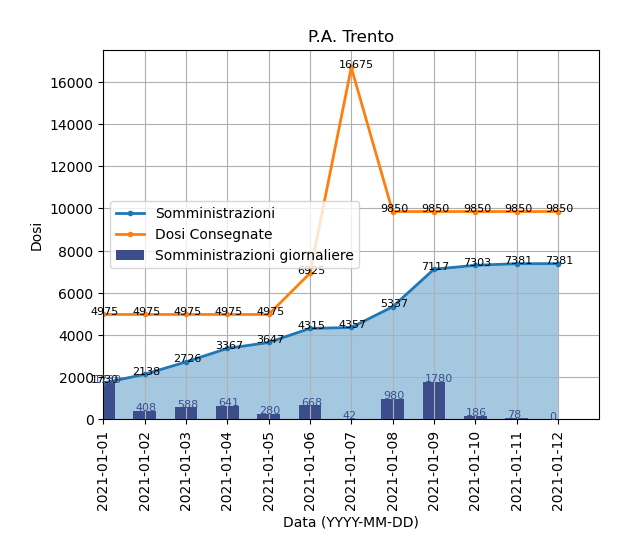 P.A. Trento
16000
14000
12000
10000
8000
6000
4000
2000
0
Dosi
Somministrazioni
Dosi Consegnate
Somministrazioni giornaliere
4975 4975 4975 4975 4975 6925 16675 9850 9850 9850 9850 9850
1730 2138 2726 3367 3647 4315 4357 5337 7117 7303 7381 7381
408 588 641 280 668 42 980 1780 186 78 0
2021-01-01
2021-01-02
2021-01-03
2021-01-04
2021-01-05
2021-01-06
2021-01-07
2021-01-08
2021-01-09
2021-01-10
2021-01-11
2021-01-12
Data (YYYY-MM-DD)